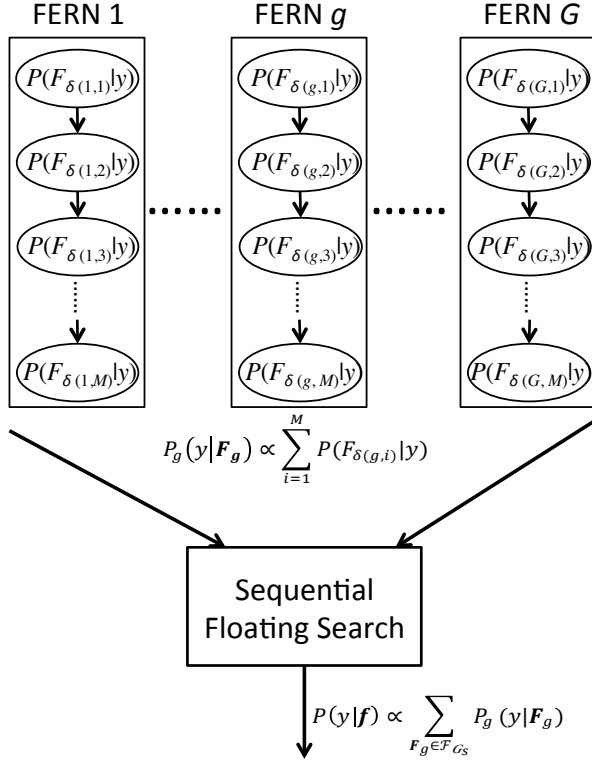 FERN 1 FERN g FERN G
P(F_δ(1,1)|y) P(F_δ(g,1)|y) P(F_δ(G,1)|y)
P(F_δ(1,2)|y) P(F_δ(g,2)|y) P(F_δ(G,2)|y)
P(F_δ(1,3)|y) P(F_δ(g,3)|y) P(F_δ(G,3)|y)
P(F_δ(1,M)|y) P(F_δ(g, M)|y) P(F_δ(G, M)|y)
P_g(y|F_g) ∝ ∑_{i=1}^{M} P(F_δ(g,i)|y)
Sequential
Floating Search
P(y|f) ∝ ∑_{F_g∈ℱ_{G_S}} P_g (y|F_g)